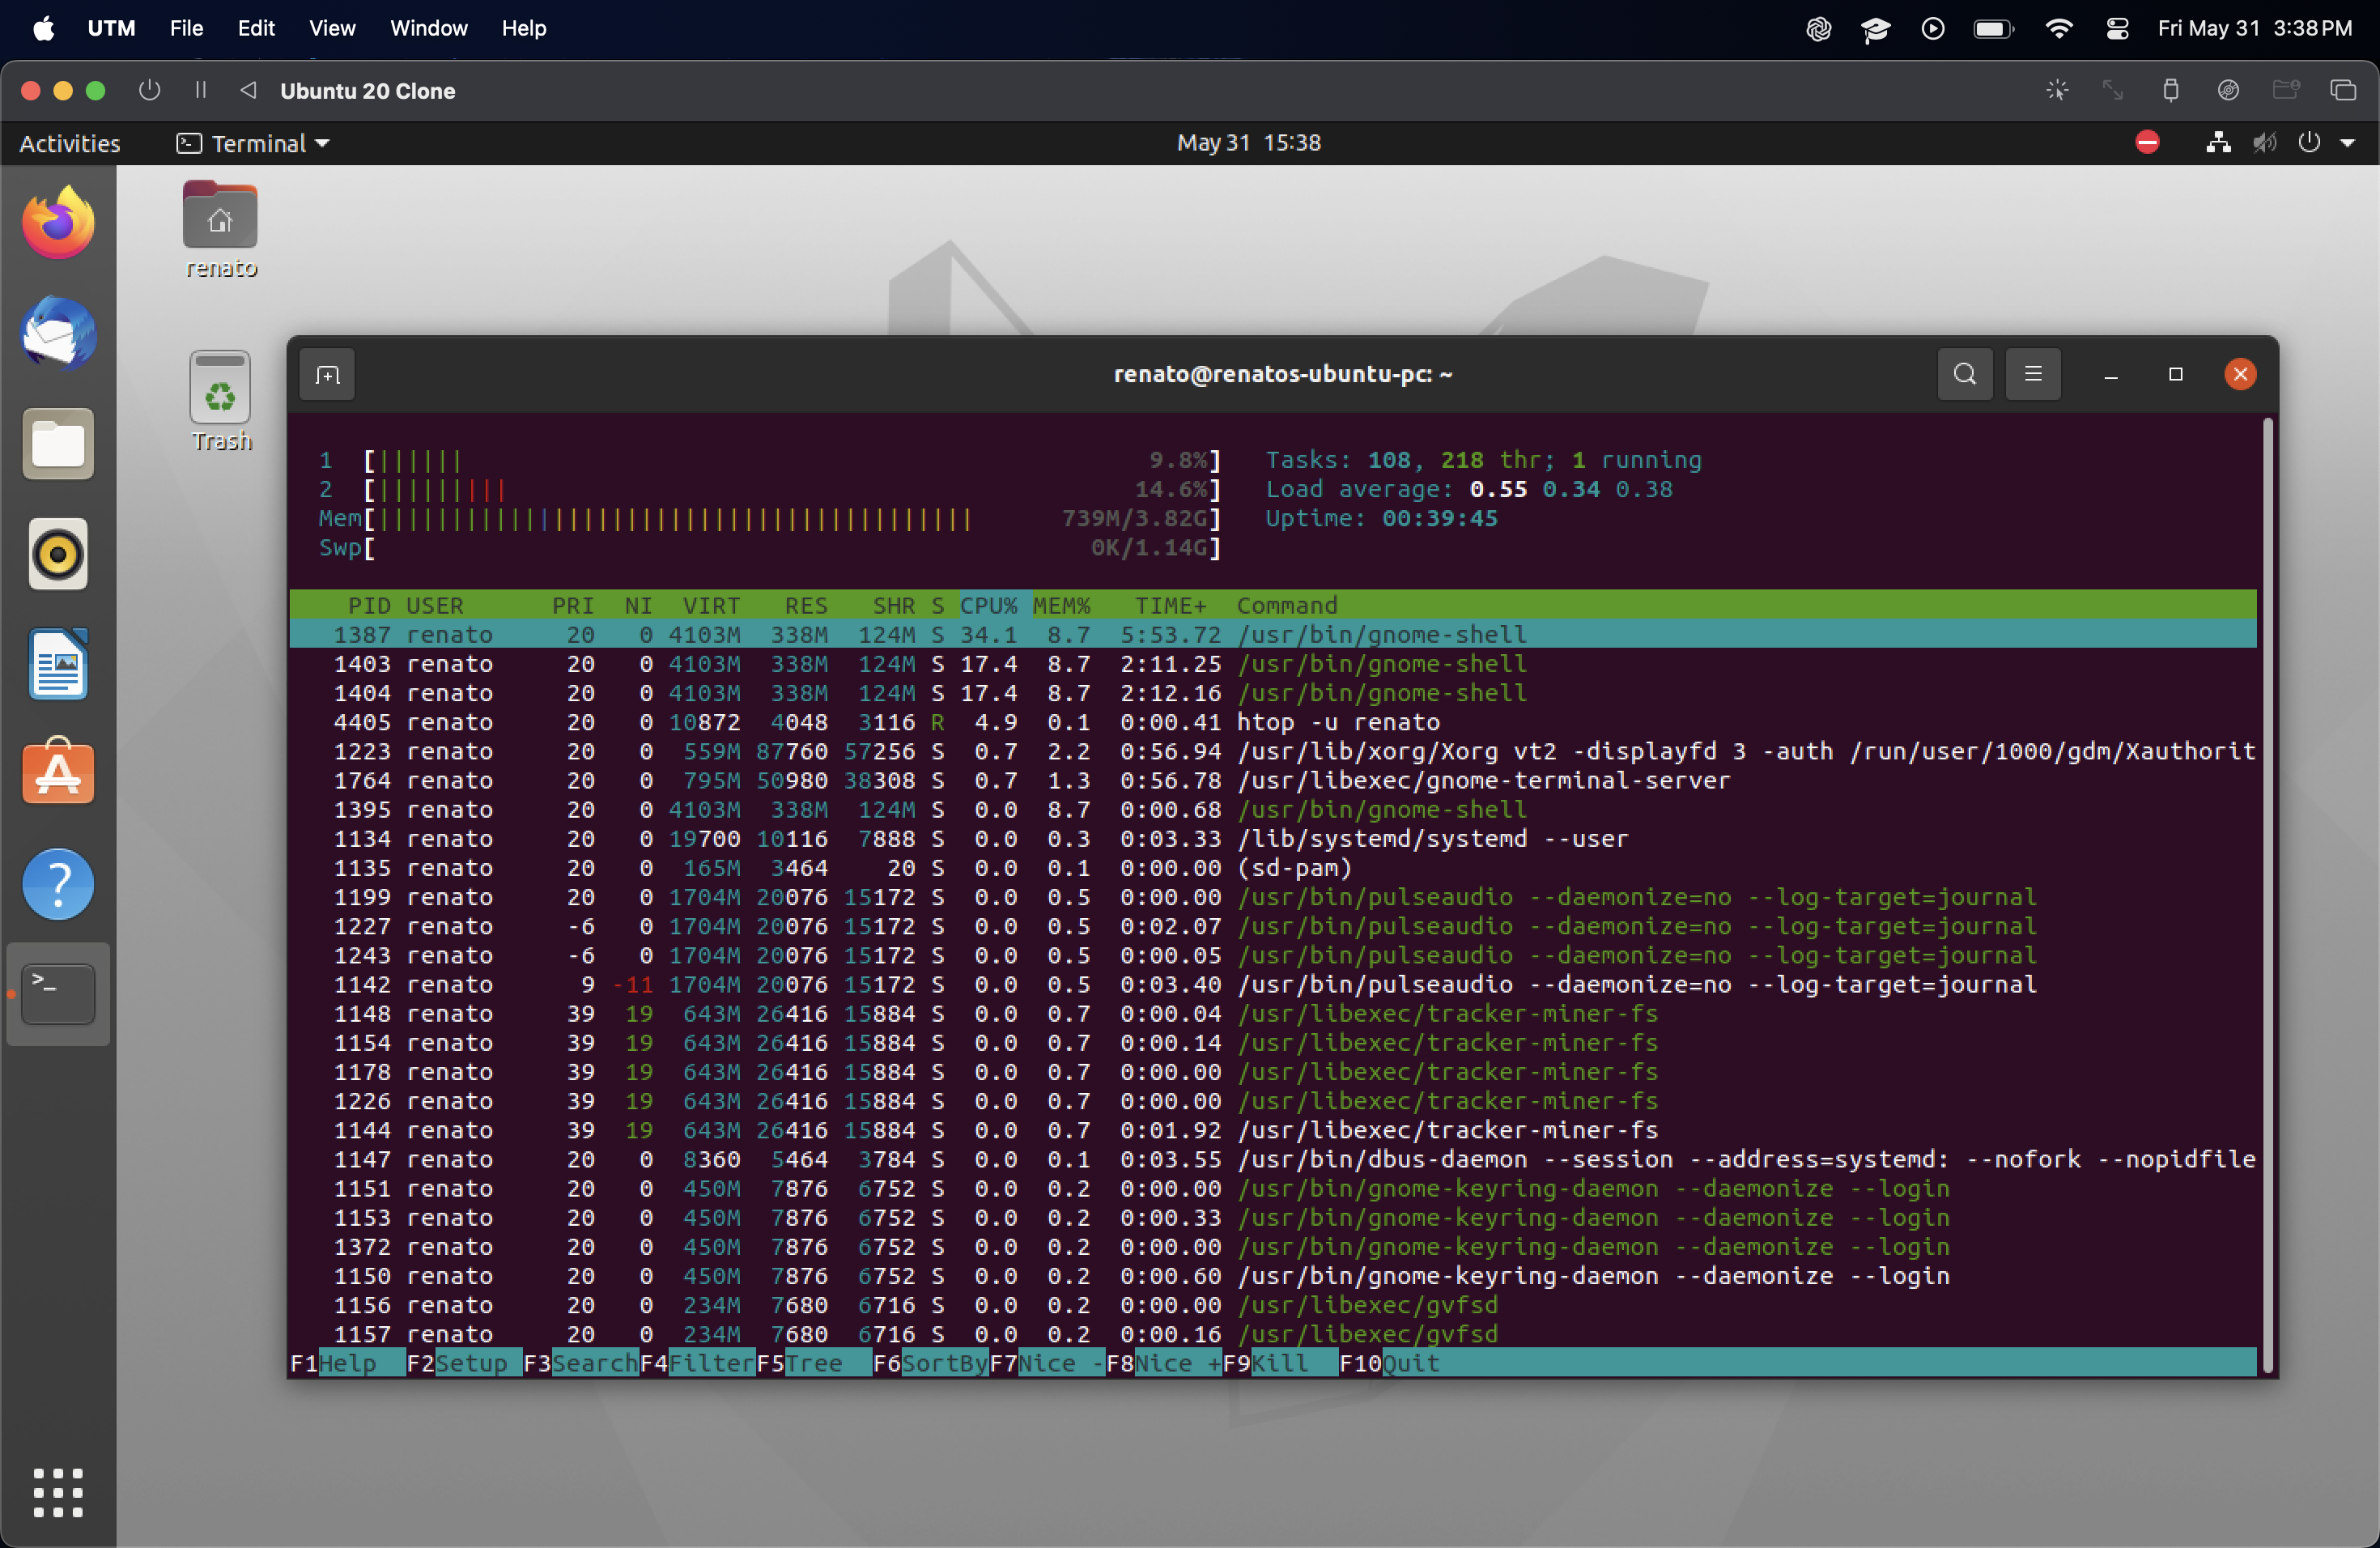 UTM File Edit View Window Help Fri May 31 3:38 PM
Ubuntu 20 Clone
Activities Terminal May 31 15:38
renato
Trash
renato@renatos-ubuntu-pc: ~
1 [|||||| 9.8%] Tasks: 108, 218 thr; 1 running
2 [||||||||| 14.6%] Load average: 0.55 0.34 0.38
Mem[||||||||||||||||||||||||||||||||||||||||| 739M/3.82G] Uptime: 00:39:45
Swp[ 0K/1.14G]
PID USER PRI NI VIRT RES SHR S CPU% MEM% TIME+ Command
1387 renato 20 0 4103M 338M 124M S 34.1 8.7 5:53.72 /usr/bin/gnome-shell
1403 renato 20 0 4103M 338M 124M S 17.4 8.7 2:11.25 /usr/bin/gnome-shell
1404 renato 20 0 4103M 338M 124M S 17.4 8.7 2:12.16 /usr/bin/gnome-shell
4405 renato 20 0 10872 4048 3116 R 4.9 0.1 0:00.41 htop -u renato
1223 renato 20 0 559M 87760 57256 S 0.7 2.2 0:56.94 /usr/lib/xorg/Xorg vt2 -displayfd 3 -auth /run/user/1000/gdm/Xauthorit
1764 renato 20 0 795M 50980 38308 S 0.7 1.3 0:56.78 /usr/libexec/gnome-terminal-server
1395 renato 20 0 4103M 338M 124M S 0.0 8.7 0:00.68 /usr/bin/gnome-shell
1134 renato 20 0 19700 10116 7888 S 0.0 0.3 0:03.33 /lib/systemd/systemd --user
1135 renato 20 0 165M 3464 20 S 0.0 0.1 0:00.00 (sd-pam)
1199 renato 20 0 1704M 20076 15172 S 0.0 0.5 0:00.00 /usr/bin/pulseaudio --daemonize=no --log-target=journal
1227 renato -6 0 1704M 20076 15172 S 0.0 0.5 0:02.07 /usr/bin/pulseaudio --daemonize=no --log-target=journal
1243 renato -6 0 1704M 20076 15172 S 0.0 0.5 0:00.05 /usr/bin/pulseaudio --daemonize=no --log-target=journal
1142 renato 9 -11 1704M 20076 15172 S 0.0 0.5 0:03.40 /usr/bin/pulseaudio --daemonize=no --log-target=journal
1148 renato 39 19 643M 26416 15884 S 0.0 0.7 0:00.04 /usr/libexec/tracker-miner-fs
1154 renato 39 19 643M 26416 15884 S 0.0 0.7 0:00.14 /usr/libexec/tracker-miner-fs
1178 renato 39 19 643M 26416 15884 S 0.0 0.7 0:00.00 /usr/libexec/tracker-miner-fs
1226 renato 39 19 643M 26416 15884 S 0.0 0.7 0:00.00 /usr/libexec/tracker-miner-fs
1144 renato 39 19 643M 26416 15884 S 0.0 0.7 0:01.92 /usr/libexec/tracker-miner-fs
1147 renato 20 0 8360 5464 3784 S 0.0 0.1 0:03.55 /usr/bin/dbus-daemon --session --address=systemd: --nofork --nopidfile
1151 renato 20 0 450M 7876 6752 S 0.0 0.2 0:00.00 /usr/bin/gnome-keyring-daemon --daemonize --login
1153 renato 20 0 450M 7876 6752 S 0.0 0.2 0:00.33 /usr/bin/gnome-keyring-daemon --daemonize --login
1372 renato 20 0 450M 7876 6752 S 0.0 0.2 0:00.00 /usr/bin/gnome-keyring-daemon --daemonize --login
1150 renato 20 0 450M 7876 6752 S 0.0 0.2 0:00.60 /usr/bin/gnome-keyring-daemon --daemonize --login
1156 renato 20 0 234M 7680 6716 S 0.0 0.2 0:00.00 /usr/libexec/gvfsd
1157 renato 20 0 234M 7680 6716 S 0.0 0.2 0:00.16 /usr/libexec/gvfsd
F1Help F2Setup F3SearchF4FilterF5Tree F6SortByF7Nice -F8Nice +F9Kill F10Quit